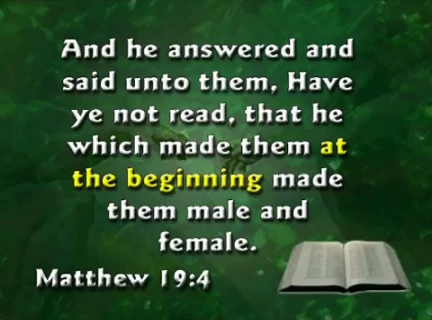 And he answered and
said unto them, Have
ye not read, that he
which made them at
the beginning made
them male and
female.
Matthew 19:4